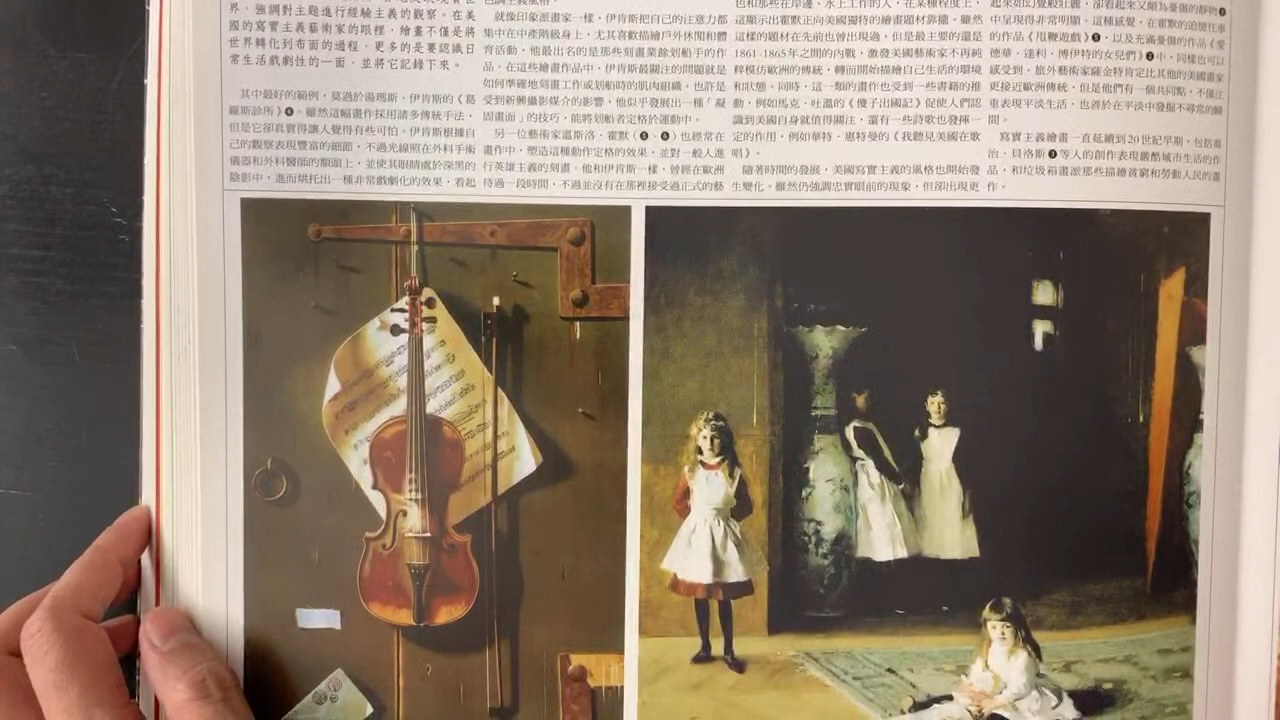 界，強調對主題進行經驗主義的觀察。在美
國的寫實主義藝術家的眼裡，繪畫不僅是將
世界轉化到布面的過程，更多的是要認識日
常生活戲劇性的一面，並將它記錄下來。
其中最好的範例，莫過於湯瑪斯．伊肯斯的《葛
羅斯診所》❹。雖然這幅畫作採用諸多傳統手法，
但是它卻真實得讓人覺得有些可怕。伊肯斯根據自
己的觀察表現豐富的細節，不過光線照在外科手術
儀器和外科醫師的額頭上，並使其眼睛處於深黑的
陰影中，進而烘托出一種非常戲劇化的效果，看起
就像印象派畫家一樣，伊肯斯把自己的注意力都
集中在中產階級身上，尤其喜歡描繪戶外休閒和體
育活動，他最出名的是那些刻畫業餘划船手的作
品。在這些繪畫作品中，伊肯斯最關注的問題就是
如何準確地刻畫工作或划船時的肌肉組織。也許是
受到新興攝影媒介的影響，他似乎發展出一種「凝
固畫面」的技巧，能將划船者定格於運動中。
另一位藝術家溫斯洛．霍默（❺、❻）也經常在
畫作中，塑造這種動作定格的效果，並對一般人進
行英雄主義的刻畫。他和伊肯斯一樣，曾經在歐洲
待過一段時間，不過並沒有在那裡接受過正式的藝
色和那些在岸邊、水上工作的人，在某種程度上，
這顯示出霍默正向美國獨特的繪畫題材靠攏，雖然
這樣的題材在先前也曾出現過，但是最主要的還是
1861-1865年之間的內戰，激發美國藝術家不再純
粹模仿歐洲的傳統，轉而開始描繪自己生活的環境
和狀態。同時，這一類的畫作也受到一些書籍的推
動，例如馬克．吐溫的《傻子出國記》促使人們認
識到美國自身就值得關注，還有一些詩歌也發揮一
定的作用，例如華特．惠特曼的《我聽見美國在歌
唱》。
隨著時間的發展，美國寫實主義的風格也開始發
生變化。雖然仍強調忠實眼前的現象，但卻出現更
中呈現得非常明顯。這種感覺，在霍默的追憶往事
的作品《甩鞭遊戲》，以及充滿憂傷的作品《愛
德華．達利．博伊特的女兒們》❷中，同樣也可以
感受到。旅外藝術家薩金特肯定比其他的美國畫家
更接近歐洲傳統，但是他們有一個共同點，不僅注
重表現平淡生活，也善於在平淡中發掘不尋常的瞬
間。
寫實主義繪畫一直延續到20世紀早期，包括喬
治．貝洛斯❸等人的創作表現嚴酷城市生活的作
品，和垃圾箱畫派那些描繪貧窮和勞動人民的畫
作。